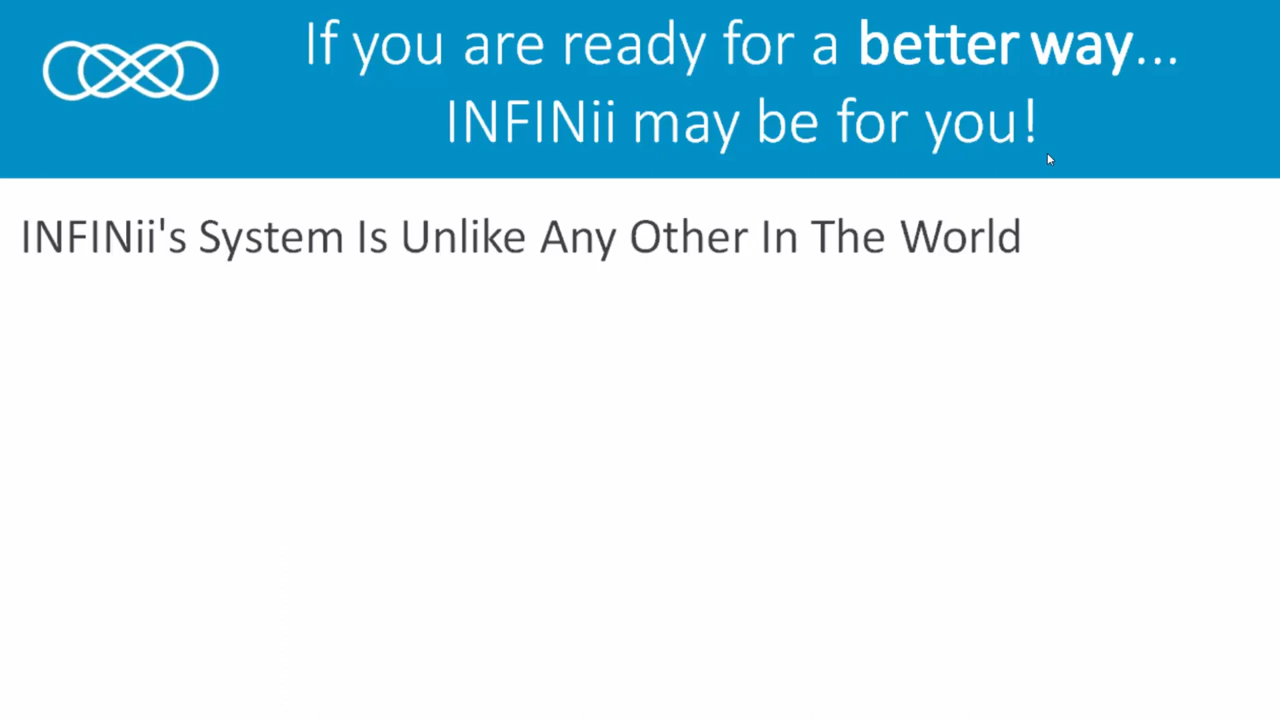 If you are ready for a better way...
INFINii may be for you!
INFINii's System Is Unlike Any Other In The World